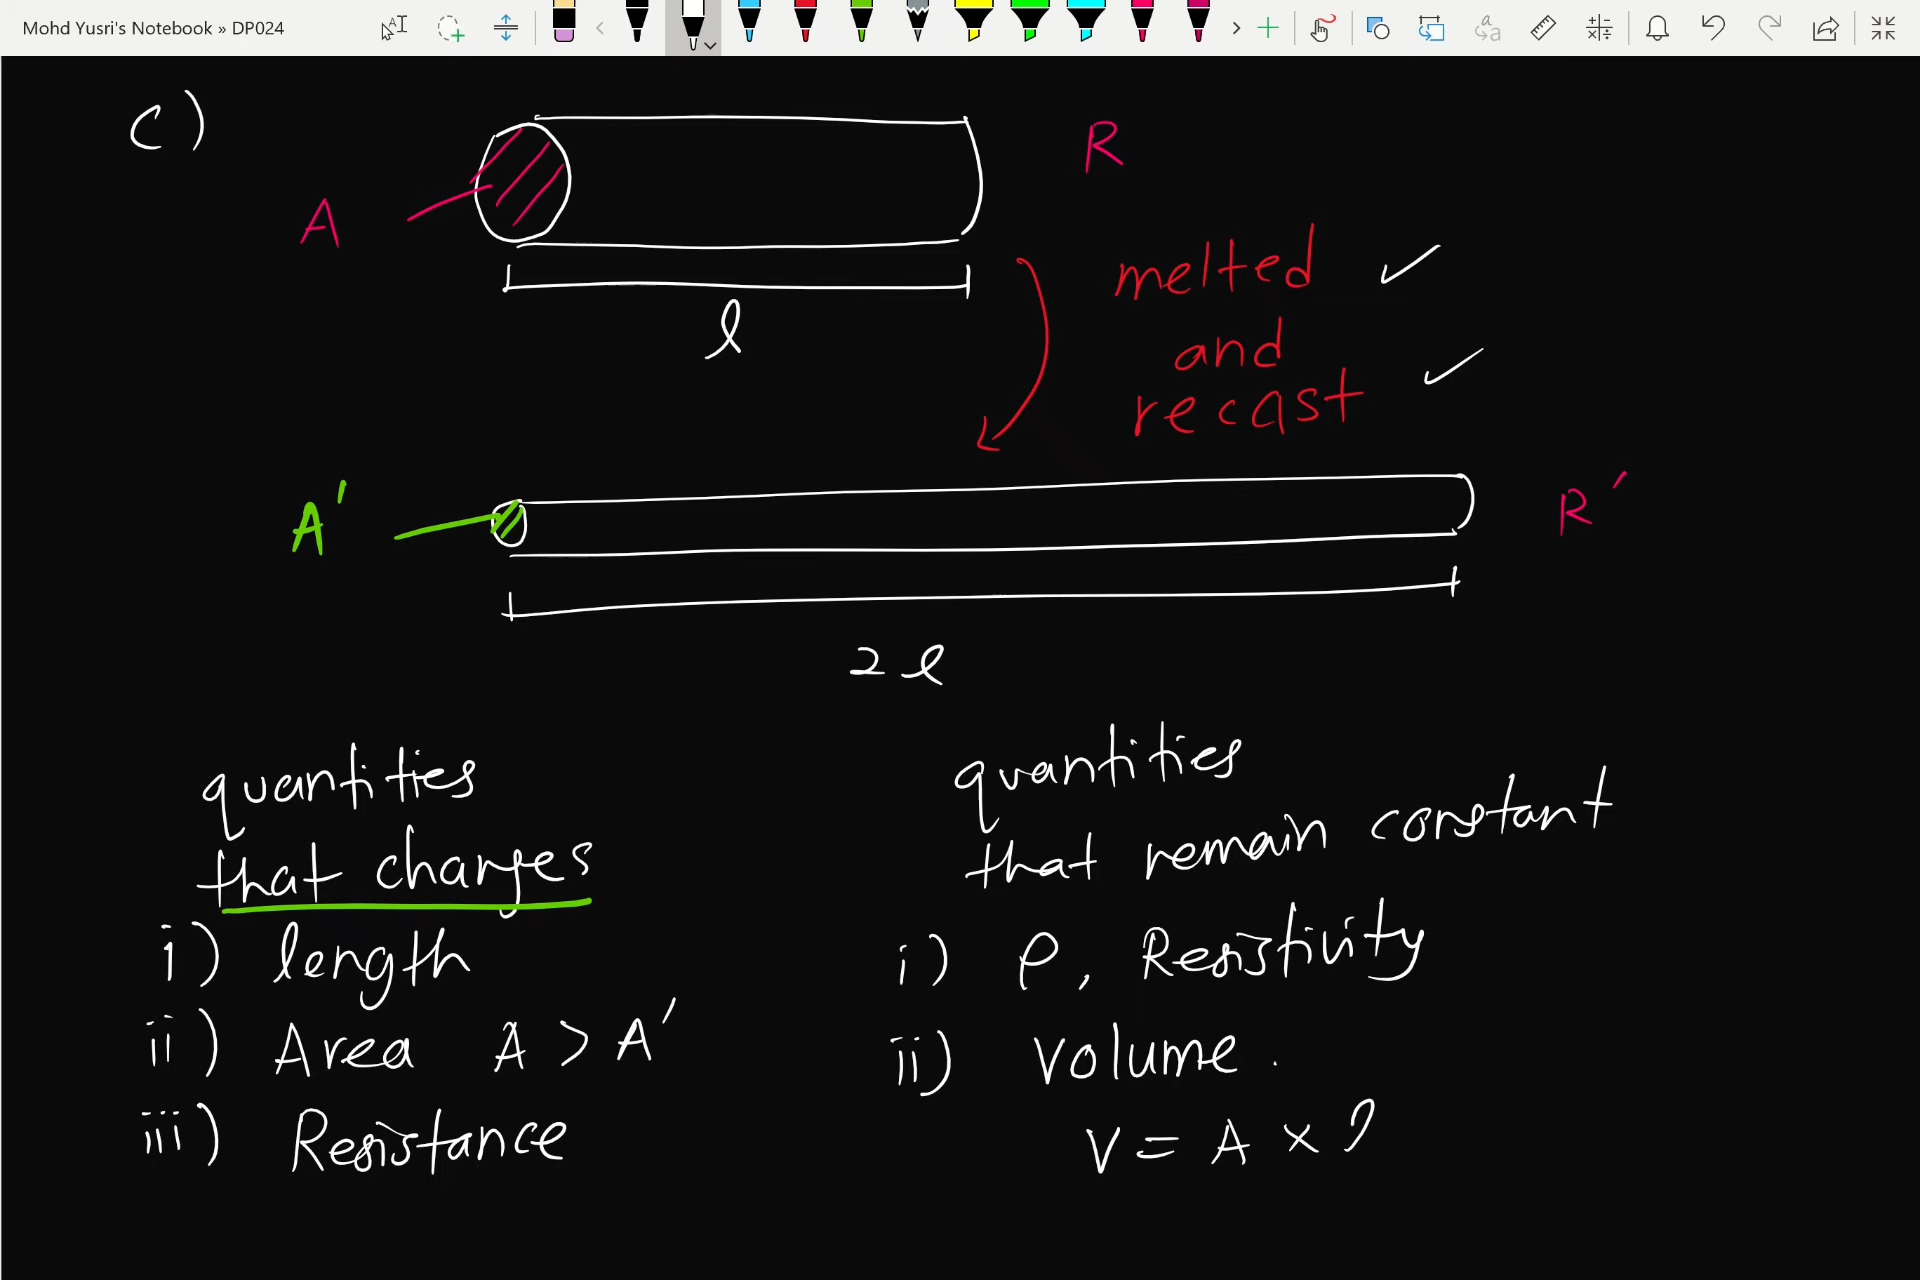 Mohd Yusri's Notebook » DP024
c)
A
R
l
melted
and
recast
A'
R'
2l
quantities
that changes
i) length
ii) Area A > A'
iii) Resistance
quantities
that remain constant
i) ρ, Resistivity
ii) Volume.
V = A ×